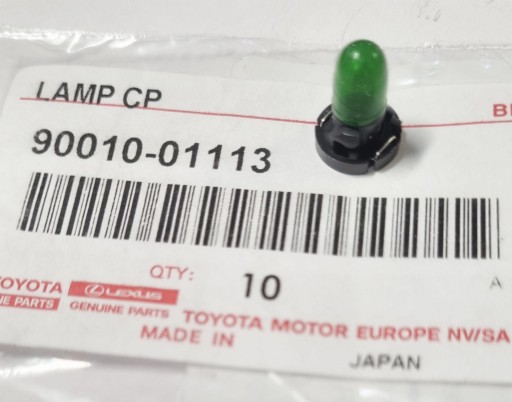 LAMP CP
90010-01113
QTY: 10
A
TOYOTA LEXUS
PARTS GENUINE PARTS TOYOTA MOTOR EUROPE NV/SA
MADE IN
JAPAN